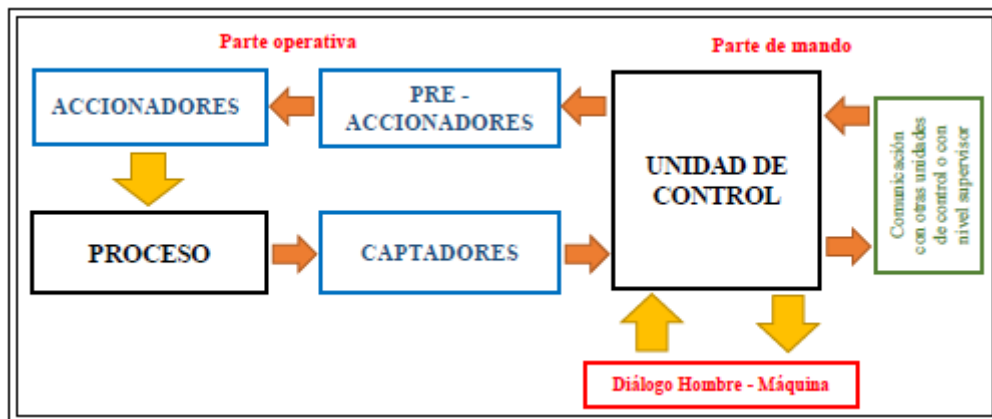 Parte operativa
Parte de mando
ACCIONADORES
PRE -
ACCIONADORES
UNIDAD DE
CONTROL
Comunicación
con otras unidades
de control o con
nivel supervisor
PROCESO
CAPTADORES
Diálogo Hombre - Máquina